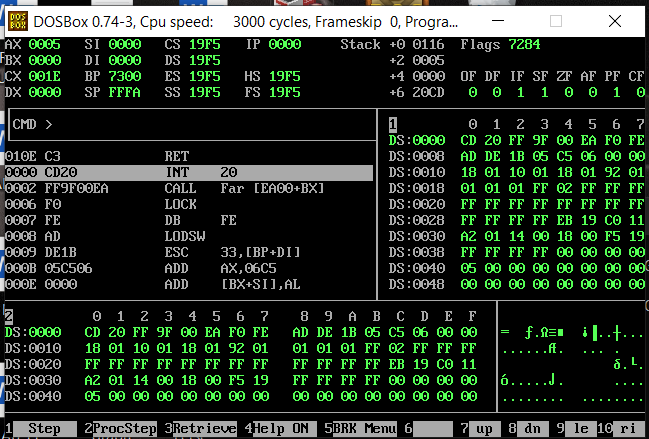 DOSBox 0.74-3, Cpu speed: 3000 cycles, Frameskip 0, Progra...
AX 0005 SI 0000 CS 19F5 IP 0000 Stack +0 0116 Flags 7284
BX 0000 DI 0000 DS 19F5 +2 0005
CX 001E BP 7300 ES 19F5 HS 19F5 +4 0000 OF DF IF SF ZF AF PF CF
DX 0000 SP FFFA SS 19F5 FS 19F5 +6 20CD 0 0 1 1 0 0 1 0
CMD >
010E C3 RET
0000 CD20 INT 20
0002 FF9F00EA CALL Far [EA00+BX]
0006 F0 LOCK
0007 FE DB FE
0008 AD LODSW
0009 DE1B ESC 33,[BP+DI]
000B 05C506 ADD AX,06C5
000E 0000 ADD [BX+SI],AL
1 0 1 2 3 4 5 6 7
DS:0000 CD 20 FF 9F 00 EA F0 FE
DS:0008 AD DE 1B 05 C5 06 00 00
DS:0010 18 01 10 01 18 01 92 01
DS:0018 01 01 01 FF 02 FF FF FF
DS:0020 FF FF FF FF FF FF FF FF
DS:0028 FF FF FF FF EB 19 C0 11
DS:0030 A2 01 14 00 18 00 F5 19
DS:0038 FF FF FF FF 00 00 00 00
DS:0040 05 00 00 00 00 00 00 00
DS:0048 00 00 00 00 00 00 00 00
2 0 1 2 3 4 5 6 7 8 9 A B C D E F
DS:0000 CD 20 FF 9F 00 EA F0 FE AD DE 1B 05 C5 06 00 00
DS:0010 18 01 10 01 18 01 92 01 01 01 01 FF 02 FF FF FF
DS:0020 FF FF FF FF FF FF FF FF FF FF FF FF EB 19 C0 11
DS:0030 A2 01 14 00 18 00 F5 19 FF FF FF FF 00 00 00 00
DS:0040 05 00 00 00 00 00 00 00 00 00 00 00 00 00 00 00
1 Step 2ProcStep 3Retrieve 4Help ON 5BRK Menu 6 7 up 8 dn 9 le 10 ri